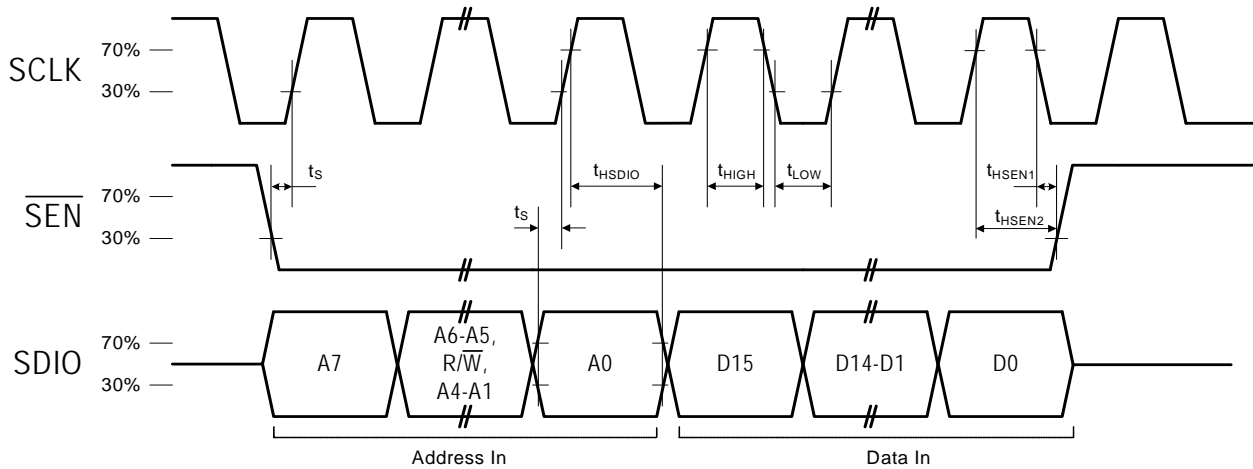 SCLK
70%
30%
tS
tHSDIO
tHIGH
tLOW
tHSEN1
SEN
70%
30%
tS
tHSEN2
SDIO
70%
30%
A7
A6-A5,
R/W,
A4-A1
A0
D15
D14-D1
D0
Address In
Data In